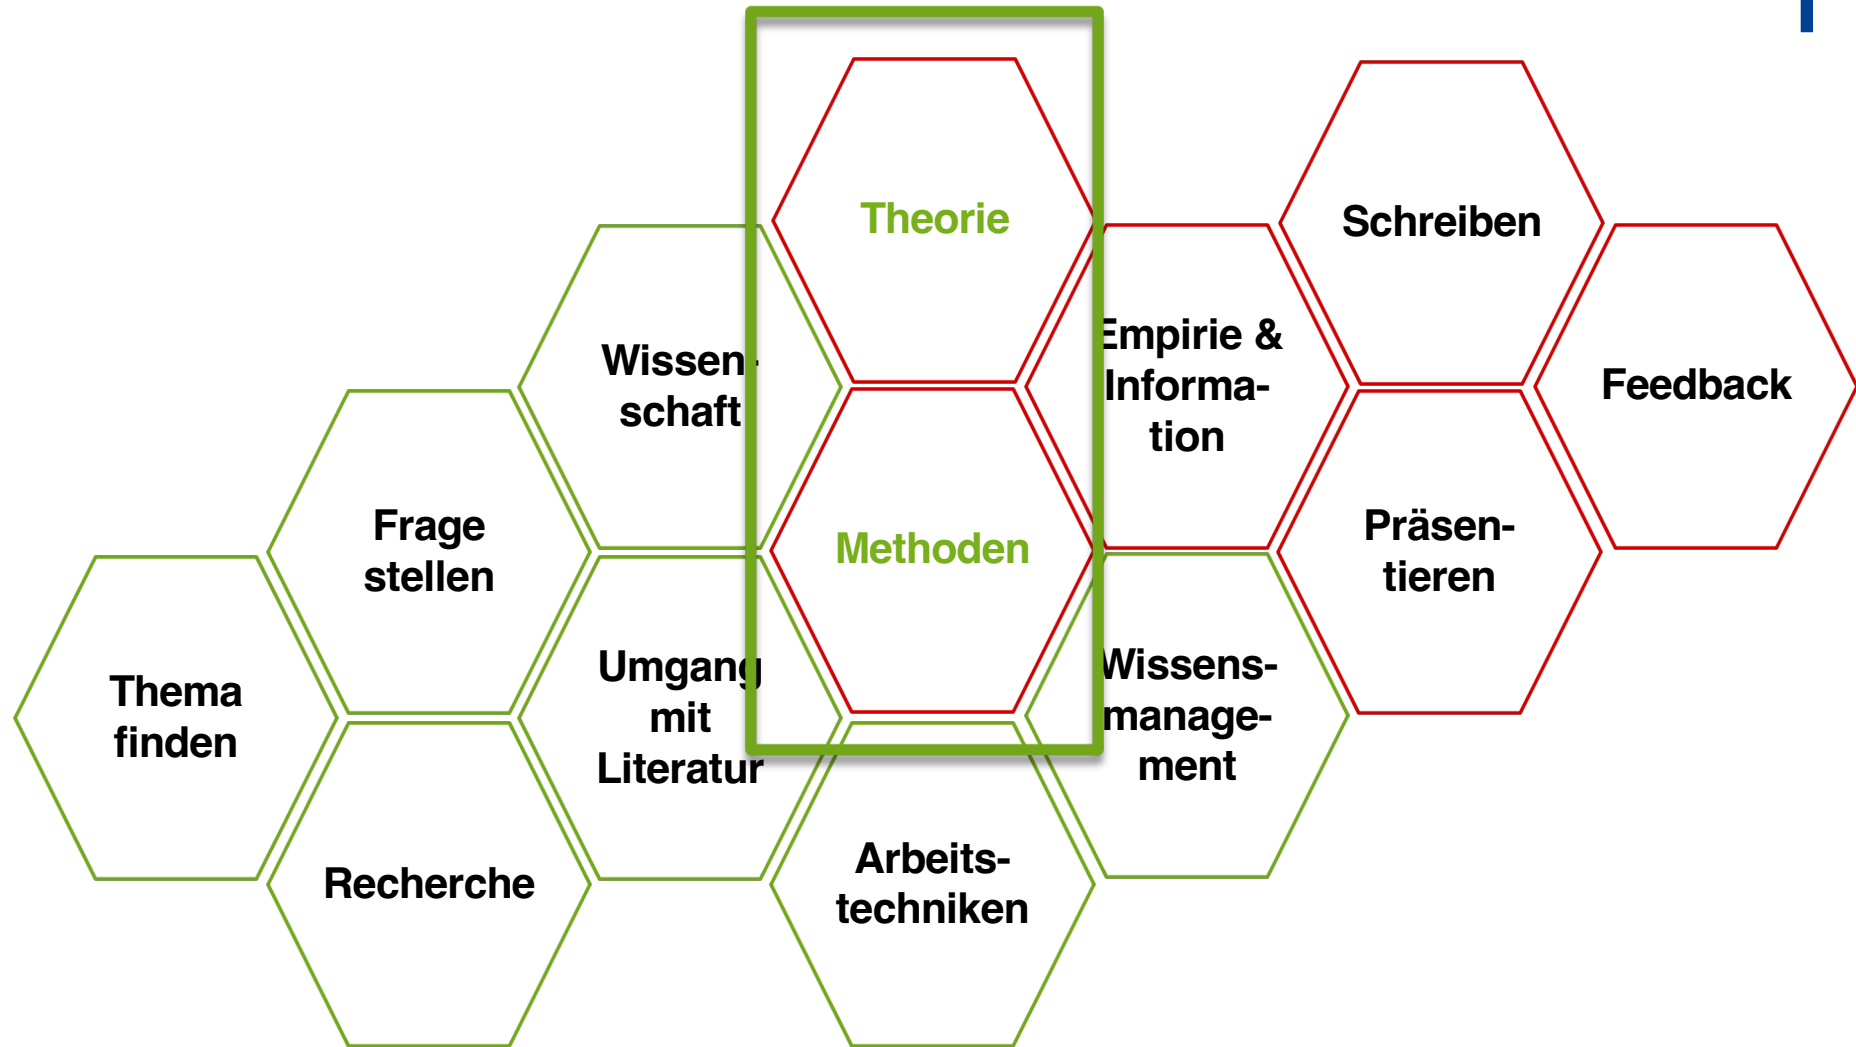 Theorie
Schreiben
Wissen-
schaft
Empirie &
Informa-
tion
Feedback
Frage
stellen
Methoden
Präsen-
tieren
Thema
finden
Umgang
mit
Literatur
Wissens-
manage-
ment
Recherche
Arbeits-
techniken